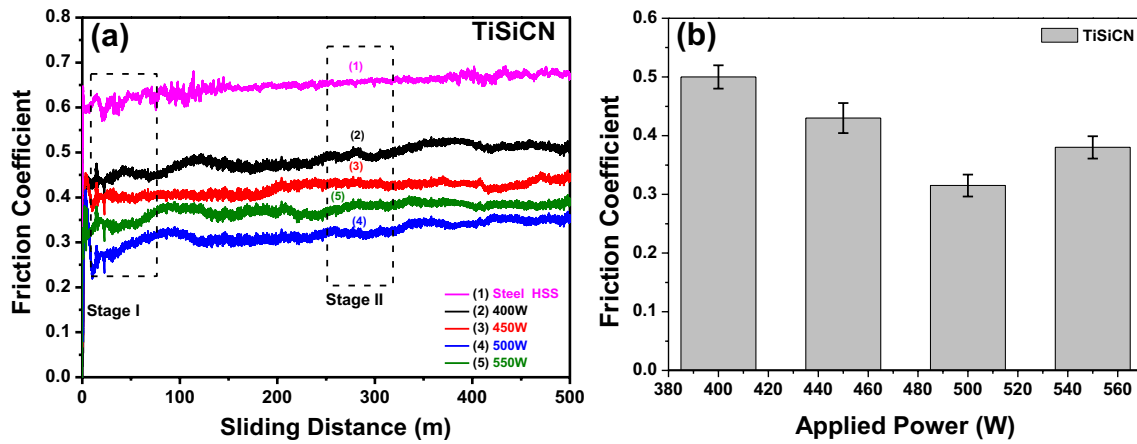 (a)
TiSiCN
0.8
0.7
0.6
0.5
0.4
0.3
0.2
0.1
0.0
Friction Coefficient
(1)
(2)
(3)
(5)
(4)
Stage I
Stage II
(1) Steel HSS
(2) 400W
(3) 450W
(4) 500W
(5) 550W
0 100 200 300 400 500
Sliding Distance (m)
(b)
TiSiCN
0.6
0.5
0.4
0.3
0.2
0.1
0.0
Friction Coefficient
380 400 420 440 460 480 500 520 540 560
Applied Power (W)